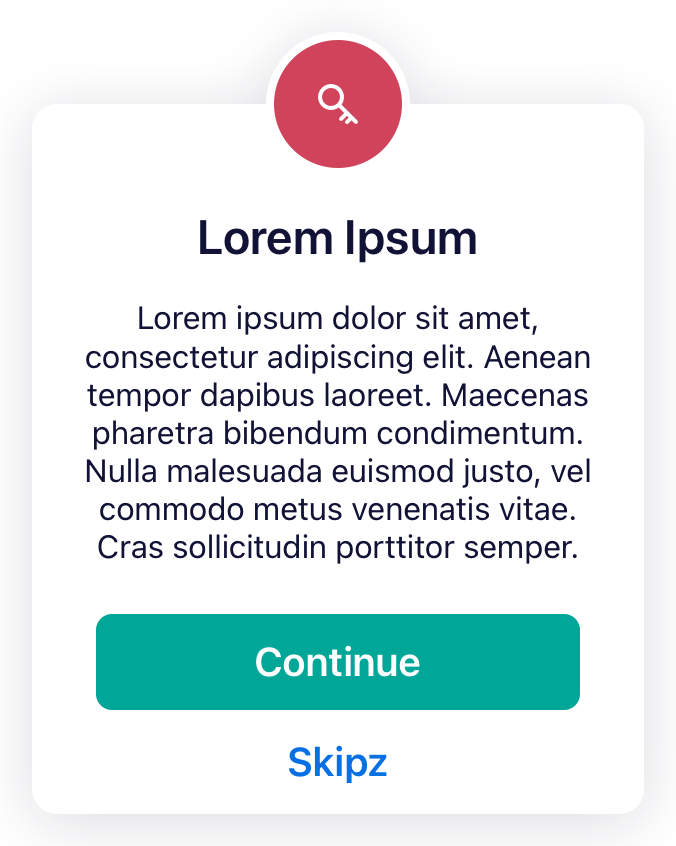 Lorem Ipsum
Lorem ipsum dolor sit amet,
consectetur adipiscing elit. Aenean
tempor dapibus laoreet. Maecenas
pharetra bibendum condimentum.
Nulla malesuada euismod justo, vel
commodo metus venenatis vitae.
Cras sollicitudin porttitor semper.
Continue
Skipz